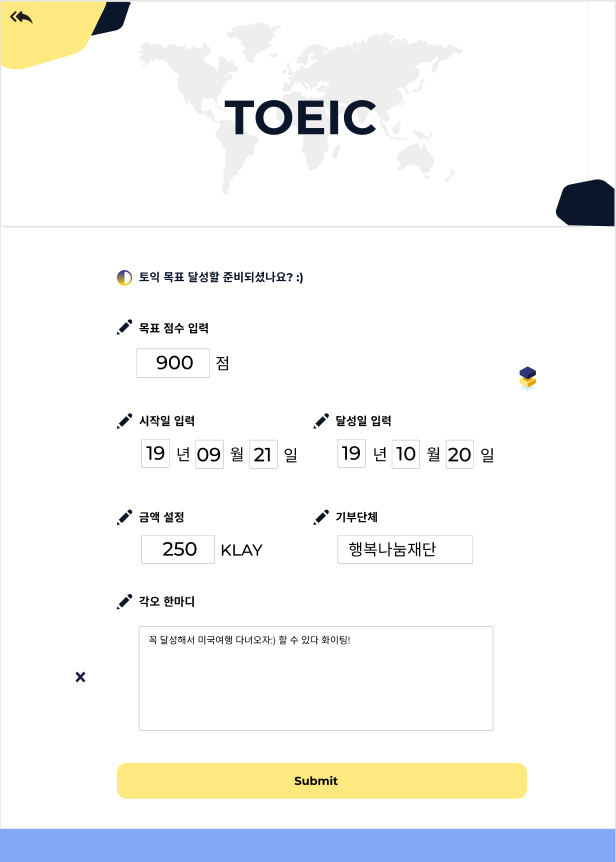 TOEIC
토익 목표 달성할 준비되셨나요? :)
목표 점수 입력
900 점
시작일 입력 달성일 입력
19 년 09 월 21 일 19 년 10 월 20 일
금액 설정 기부단체
250 KLAY 행복나눔재단
각오 한마디
꼭 달성해서 미국여행 다녀오자:) 할 수 있다 화이팅!
Submit